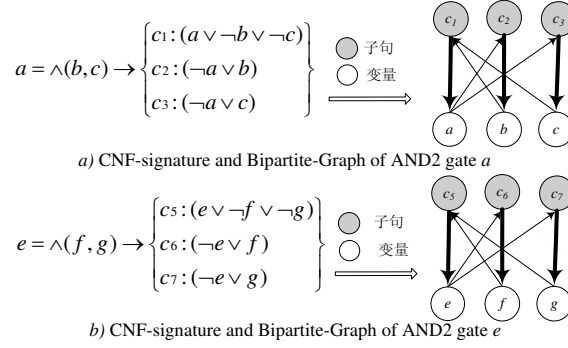 a = ∧(b, c) → { c1: (a ∨ ¬b ∨ ¬c)
c2: (¬a ∨ b)
c3: (¬a ∨ c) }
子句
变量
c1 c2 c3
a b c
a) CNF-signature and Bipartite-Graph of AND2 gate a
e = ∧(f, g) → { c5: (e ∨ ¬f ∨ ¬g)
c6: (¬e ∨ f)
c7: (¬e ∨ g) }
子句
变量
c5 c6 c7
e f g
b) CNF-signature and Bipartite-Graph of AND2 gate e